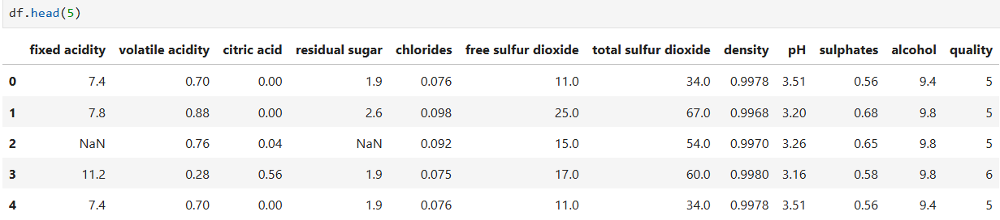 df.head(5)
fixed acidity volatile acidity citric acid residual sugar chlorides free sulfur dioxide total sulfur dioxide density pH sulphates alcohol quality
0 7.4 0.70 0.00 1.9 0.076 11.0 34.0 0.9978 3.51 0.56 9.4 5
1 7.8 0.88 0.00 2.6 0.098 25.0 67.0 0.9968 3.20 0.68 9.8 5
2 NaN 0.76 0.04 NaN 0.092 15.0 54.0 0.9970 3.26 0.65 9.8 5
3 11.2 0.28 0.56 1.9 0.075 17.0 60.0 0.9980 3.16 0.58 9.8 6
4 7.4 0.70 0.00 1.9 0.076 11.0 34.0 0.9978 3.51 0.56 9.4 5